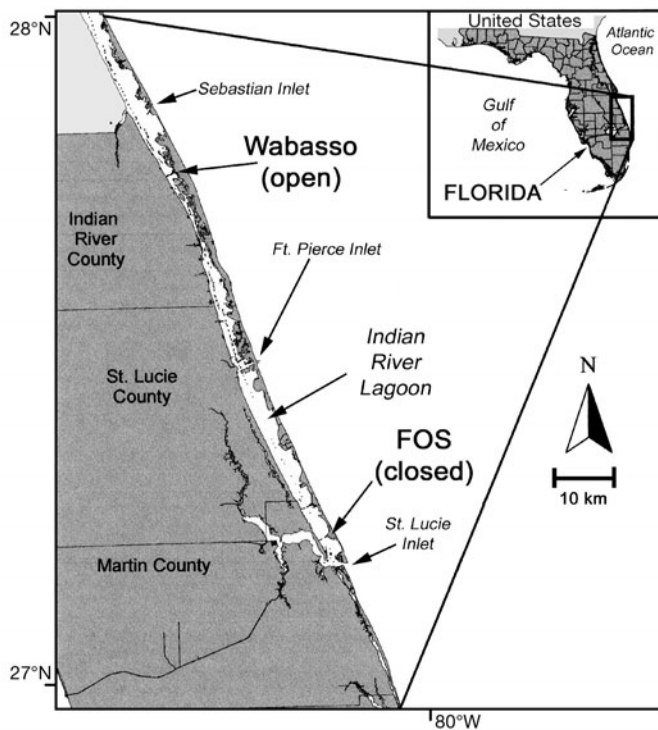 28°N
United States
Atlantic
Ocean
Gulf
of
Mexico
FLORIDA
Sebastian Inlet
Wabasso
(open)
Indian
River
County
Ft. Pierce Inlet
Indian
River
Lagoon
St. Lucie
County
N
FOS
(closed)
10 km
St. Lucie
Inlet
Martin County
27°N
80°W